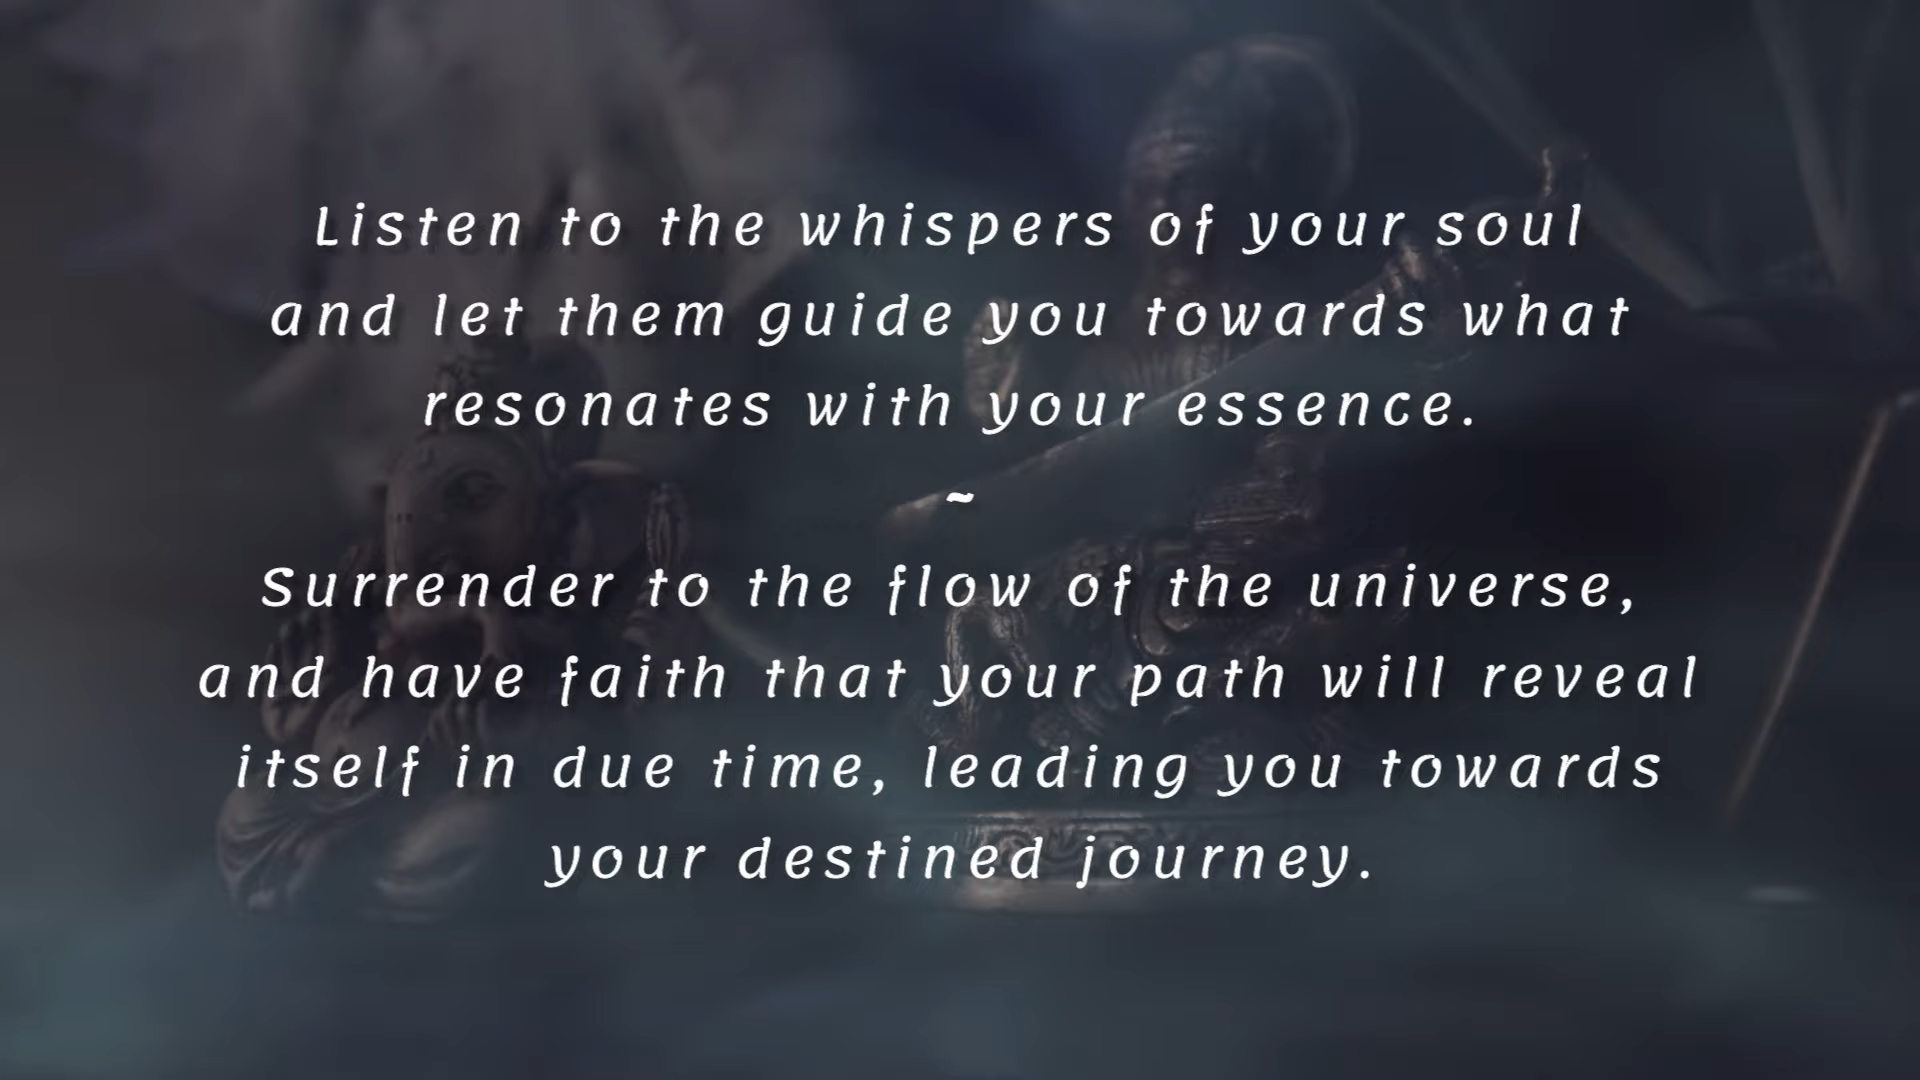 Listen to the whispers of your soul
and let them guide you towards what
resonates with your essence.
~
Surrender to the flow of the universe,
and have faith that your path will reveal
itself in due time, leading you towards
your destined journey.